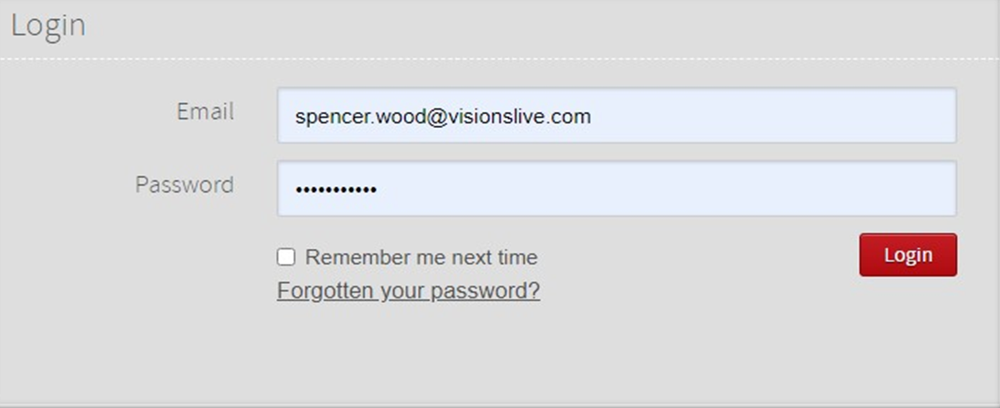 Login
Email
spencer.wood@visionslive.com
Password
•••••••••••
Remember me next time
Login
Forgotten your password?